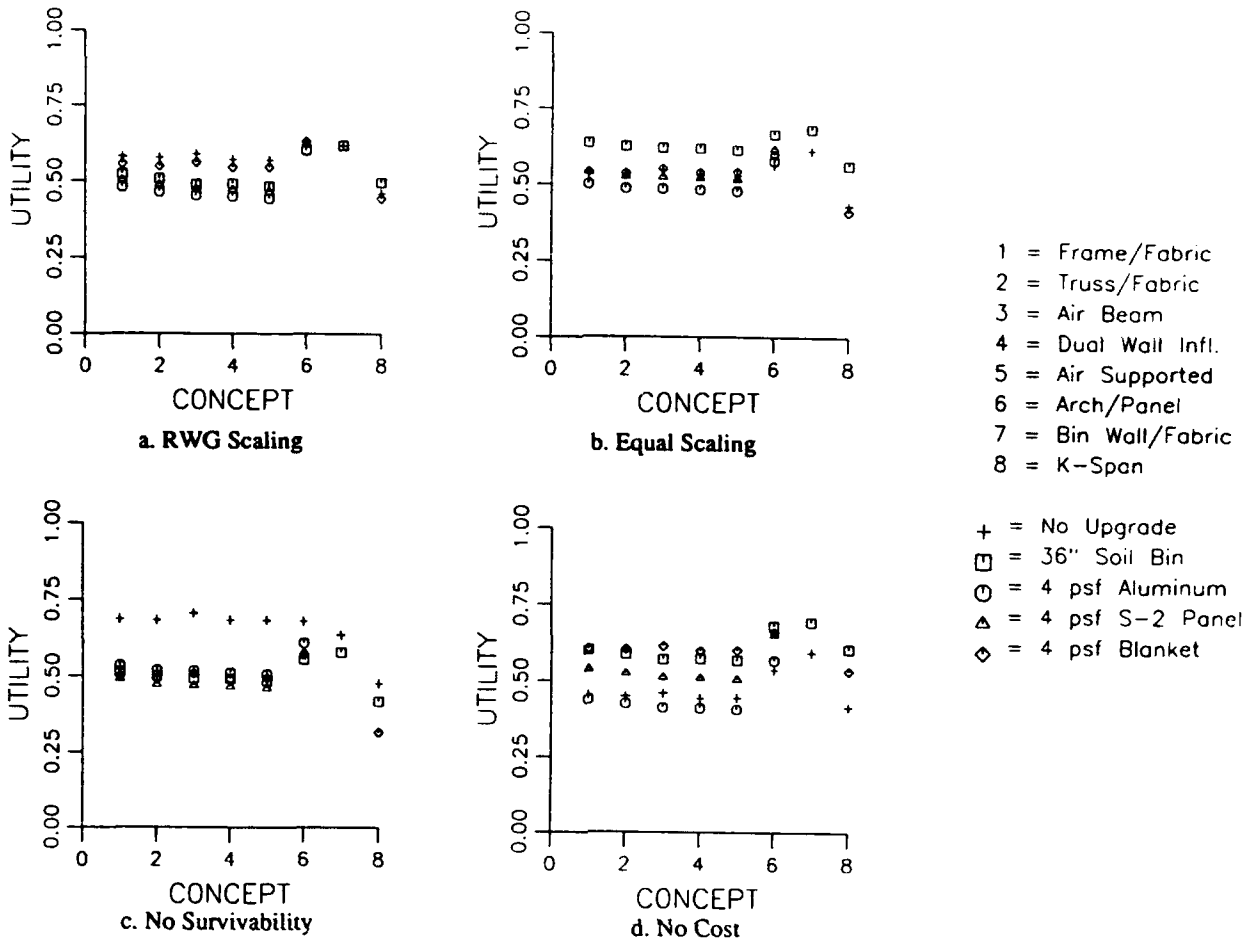 1.00
0.75
0.50
0.25
0.00
UTILITY
0 2 4 6 8
CONCEPT
a. RWG Scaling
1.00
0.75
0.50
0.25
0.00
UTILITY
0 2 4 6 8
CONCEPT
b. Equal Scaling
1 = Frame/Fabric
2 = Truss/Fabric
3 = Air Beam
4 = Dual Wall Infl.
5 = Air Supported
6 = Arch/Panel
7 = Bin Wall/Fabric
8 = K-Span
+ = No Upgrade
= 36" Soil Bin
= 4 psf Aluminum
= 4 psf S-2 Panel
= 4 psf Blanket
1.00
0.75
0.50
0.25
0.00
UTILITY
0 2 4 6 8
CONCEPT
c. No Survivability
1.00
0.75
0.50
0.25
0.00
UTILITY
0 2 4 6 8
CONCEPT
d. No Cost